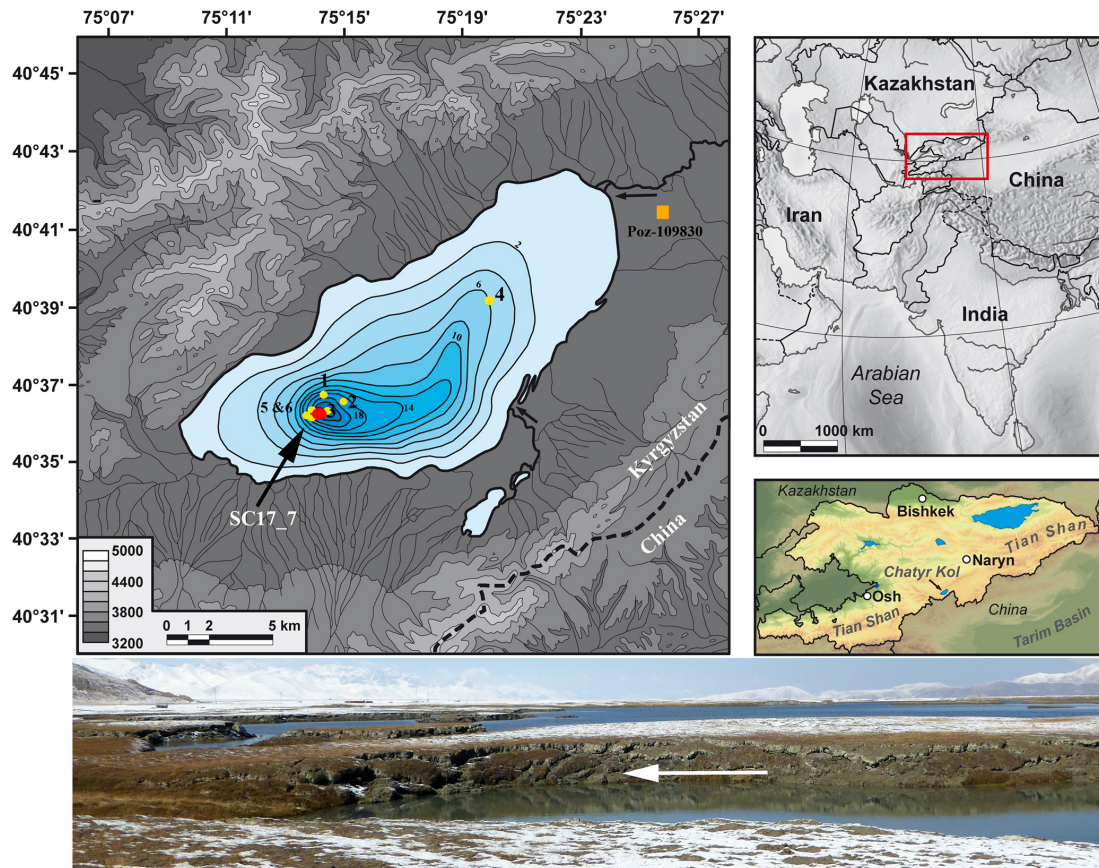 75°07' 75°11' 75°15' 75°19' 75°23' 75°27'
40°45'
40°43'
40°41'
40°39'
40°37'
40°35'
40°33'
40°31'
Poz-109830
2
6
4
10
1
2
5 &6
3
18
14
SC17_7
Kyrgyzstan
China
5000
4400
3800
3200
0 1 2 5 km
Kazakhstan
China
Iran
India
Arabian
Sea
0 1000 km
Kazakhstan
Bishkek
Tian Shan
Naryn
Chatyr Kol
Osh
China
Tian Shan
Tarim Basin